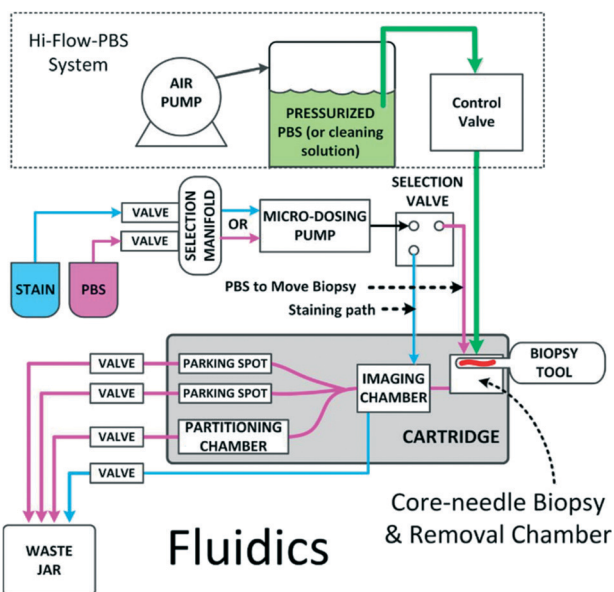 Hi-Flow-PBS
System
AIR
PUMP
PRESSURIZED
PBS (or cleaning
solution)
Control
Valve
SELECTION
VALVE
VALVE
VALVE
SELECTION
MANIFOLD
OR
MICRO-DOSING
PUMP
STAIN
PBS
PBS to Move Biopsy
Staining path
VALVE
PARKING SPOT
VALVE
PARKING SPOT
VALVE
PARTITIONING
CHAMBER
VALVE
IMAGING
CHAMBER
BIOPSY
TOOL
CARTRIDGE
Core-needle Biopsy
& Removal Chamber
WASTE
JAR
Fluidics